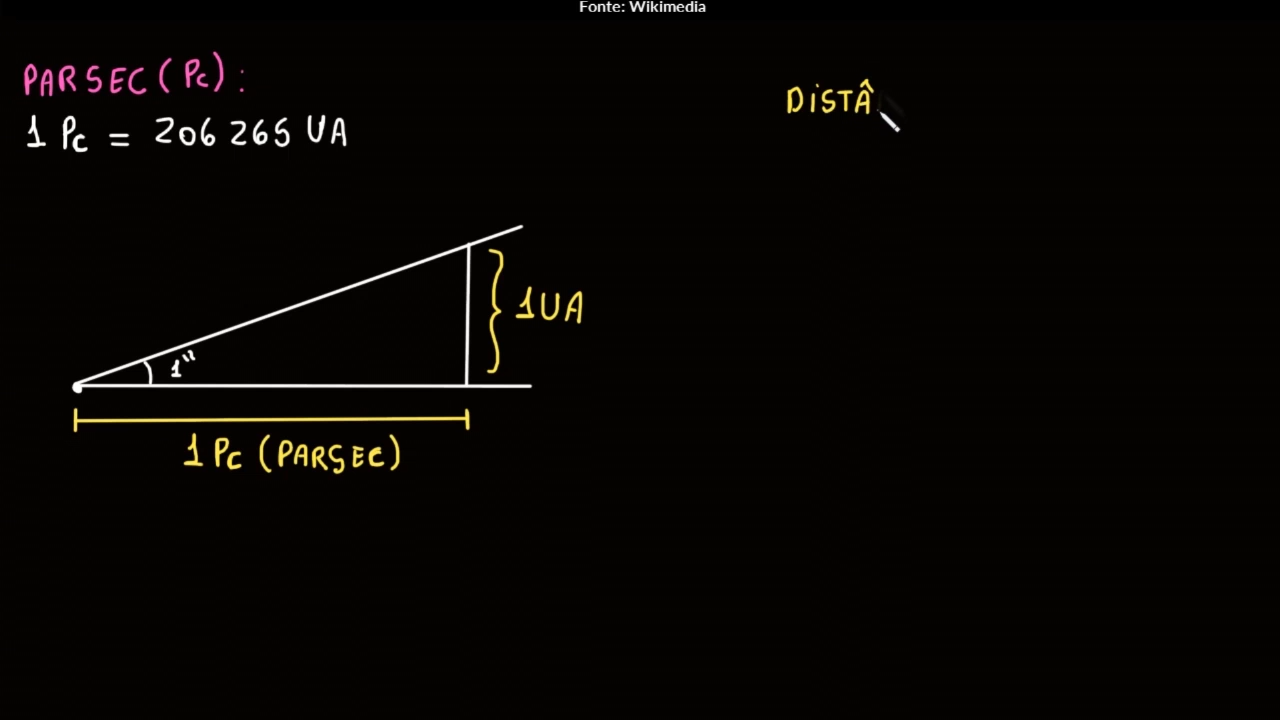 Fonte: Wikimedia
PARSEC (Pc):
1 Pc = 206 265 UA
DISTÂ
1"
1UA
1 Pc (PARSEC)